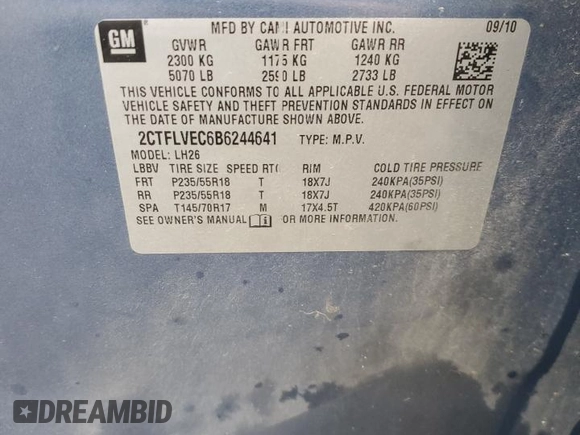 GM
MFD BY CAMI AUTOMOTIVE INC. 09/10
GVWR GAWR FRT GAWR RR
2300 KG 1175 KG 1240 KG
5070 LB 2590 LB 2733 LB
THIS VEHICLE CONFORMS TO ALL APPLICABLE U.S. FEDERAL MOTOR
VEHICLE SAFETY AND THEFT PREVENTION STANDARDS IN EFFECT ON
THE DATE OF MANUFACTURE SHOWN ABOVE.
2CTFLVEC6B6244641 TYPE: M.P.V.
MODEL: LH26
LBBV TIRE SIZE SPEED RTG RIM COLD TIRE PRESSURE
FRT P235/55R18 T 18X7J 240KPA(35PSI)
RR P235/55R18 T 18X7J 240KPA(35PSI)
SPA T145/70R17 M 17X4.5T 420KPA(60PSI)
SEE OWNER'S MANUAL OR MORE INFORMATION.
DREAMBID